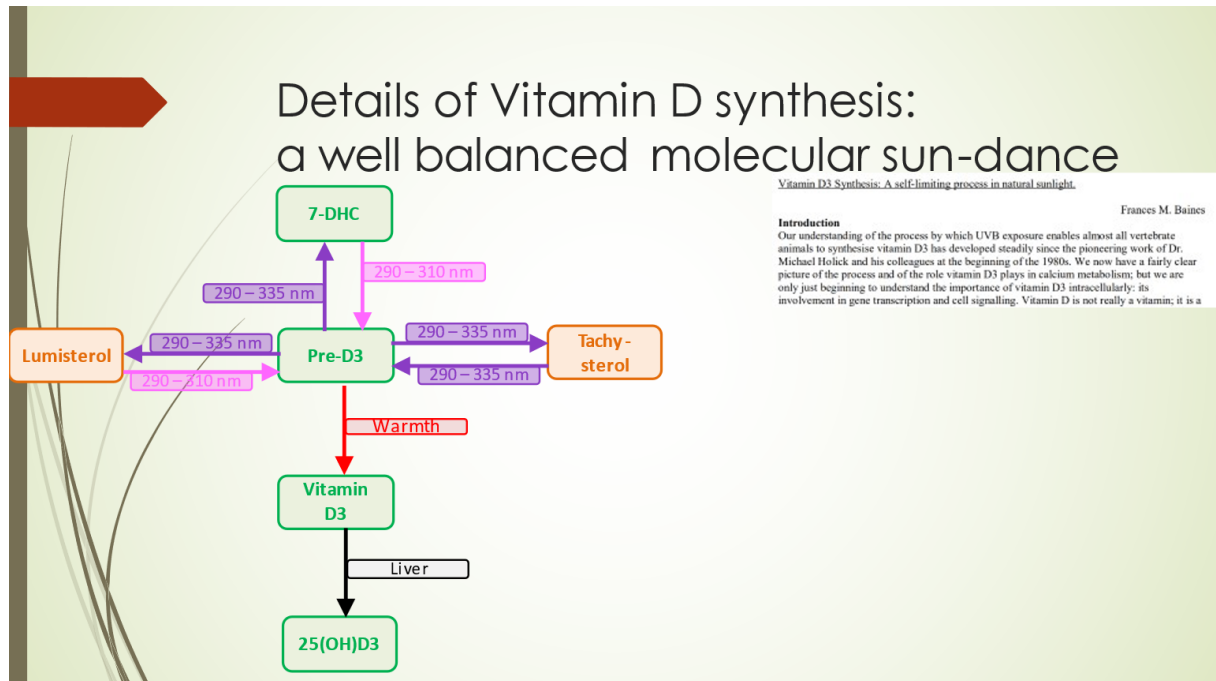 Details of Vitamin D synthesis:
a well balanced molecular sun-dance
Vitamin D3 Synthesis: A self-limiting process in natural sunlight.
Frances M. Baines
Introduction
Our understanding of the process by which UVB exposure enables almost all vertebrate
animals to synthesise vitamin D3 has developed steadily since the pioneering work of Dr.
Michael Holick and his colleagues at the beginning of the 1980s. We now have a fairly clear
picture of the process and of the role vitamin D3 plays in calcium metabolism; but we are
only just beginning to understand the importance of vitamin D3 intracellularly: its
involvement in gene transcription and cell signalling. Vitamin D is not really a vitamin; it is a
7-DHC
290 – 310 nm
290 – 335 nm
290 – 335 nm
290 – 335 nm
Lumisterol
Pre-D3
Tachy-
sterol
290 – 310 nm
290 – 335 nm
Warmth
Vitamin
D3
Liver
25(OH)D3